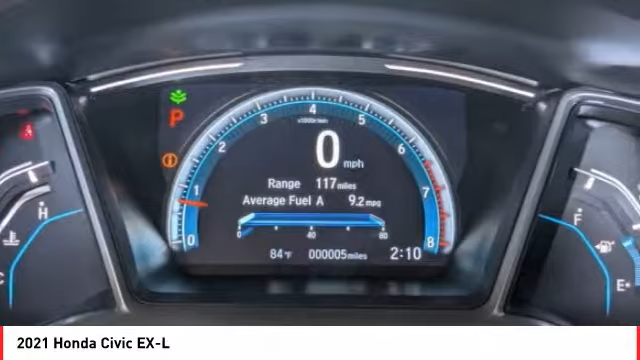 4
3
5
x1000r/min
2
6
0 mph
P
1
7
Range 117 miles
Average Fuel A 9.2 mpg
0
8
0 40 80
84°F 000005 miles 2:10
H
C
F
E
2021 Honda Civic EX-L